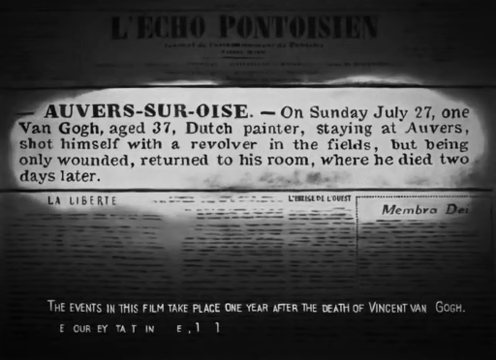 L'ECHO PONTOISIEN
— AUVERS-SUR-OISE. — On Sunday July 27, one
Van Gogh, aged 37, Dutch painter, staying at Auvers,
shot himself with a revolver in the fields, but being
only wounded, returned to his room, where he died two
days later.
LA LIBERTE
L'EGLISE DE L'OUEST
Membra De
THE EVENTS IN THIS FILM TAKE PLACE ONE YEAR AFTER THE DEATH OF VINCENT VAN GOGH.